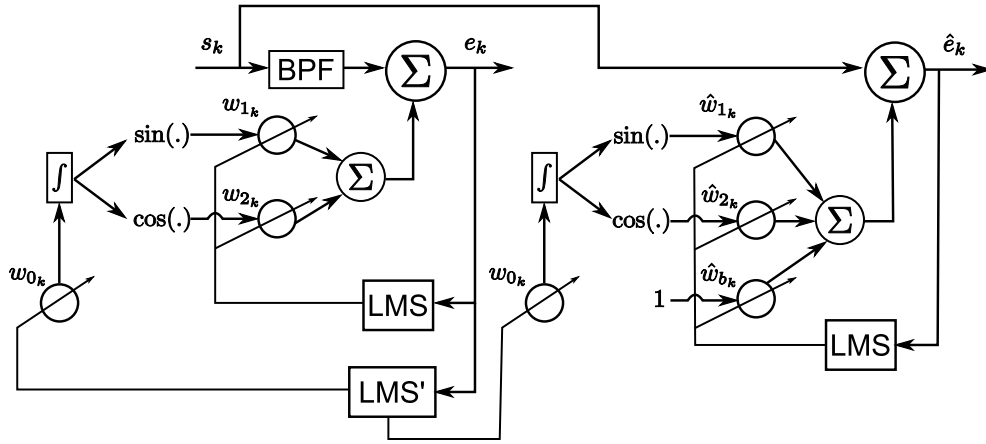 s_k
BPF
Σ
e_k
Σ
ê_k
w_{1_k}
sin(.)
∫
w_{2_k}
cos(.)
Σ
w_{0_k}
LMS
LMS'
ŵ_{1_k}
sin(.)
∫
ŵ_{2_k}
cos(.)
Σ
w_{0_k}
ŵ_{b_k}
1
LMS